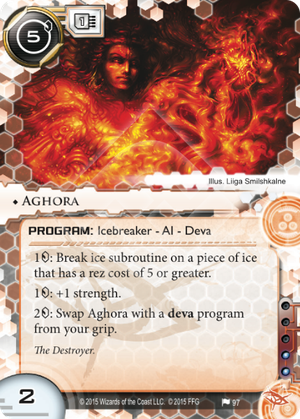 5
1
Illus. Liiga Smilshkalne
AGHORA
PROGRAM: Icebreaker - AI - Deva
1: Break ice subroutine on a piece of ice
that has a rez cost of 5 or greater.
1: +1 strength.
2: Swap Aghora with a deva program
from your grip.
The Destroyer.
2
© 2015 Wizards of the Coast LLC. © 2015 FFG
97